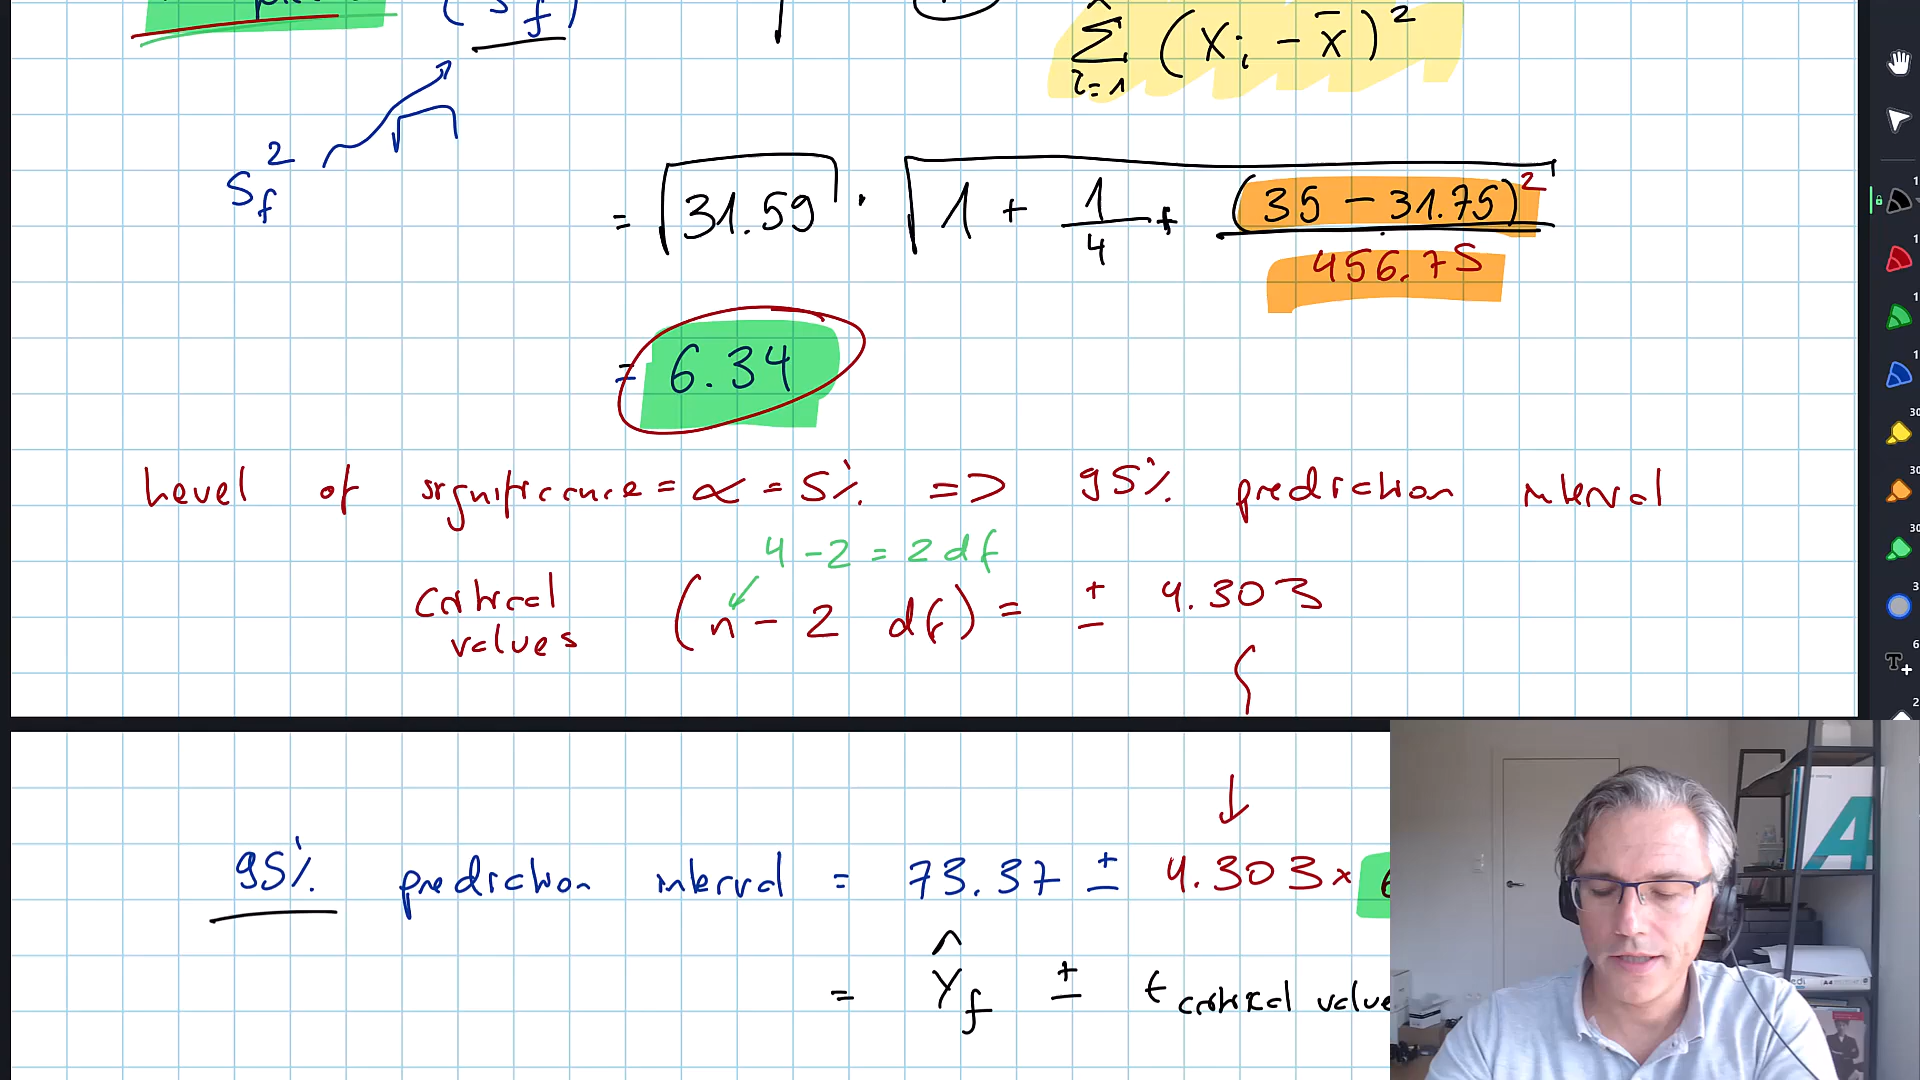 ∑ (Xi - x̄)²
i=1
Sf²
= √31.59 · √1 + 1/4 + (35 - 31.75)²/456.75
= 6.34
Level of significance = α = 5% => 95% prediction interval
4 - 2 = 2 df
Critical values (n - 2 df) = ± 4.303
95% prediction interval = 73.37 ± 4.303 ×
= Ŷf ± t critical value